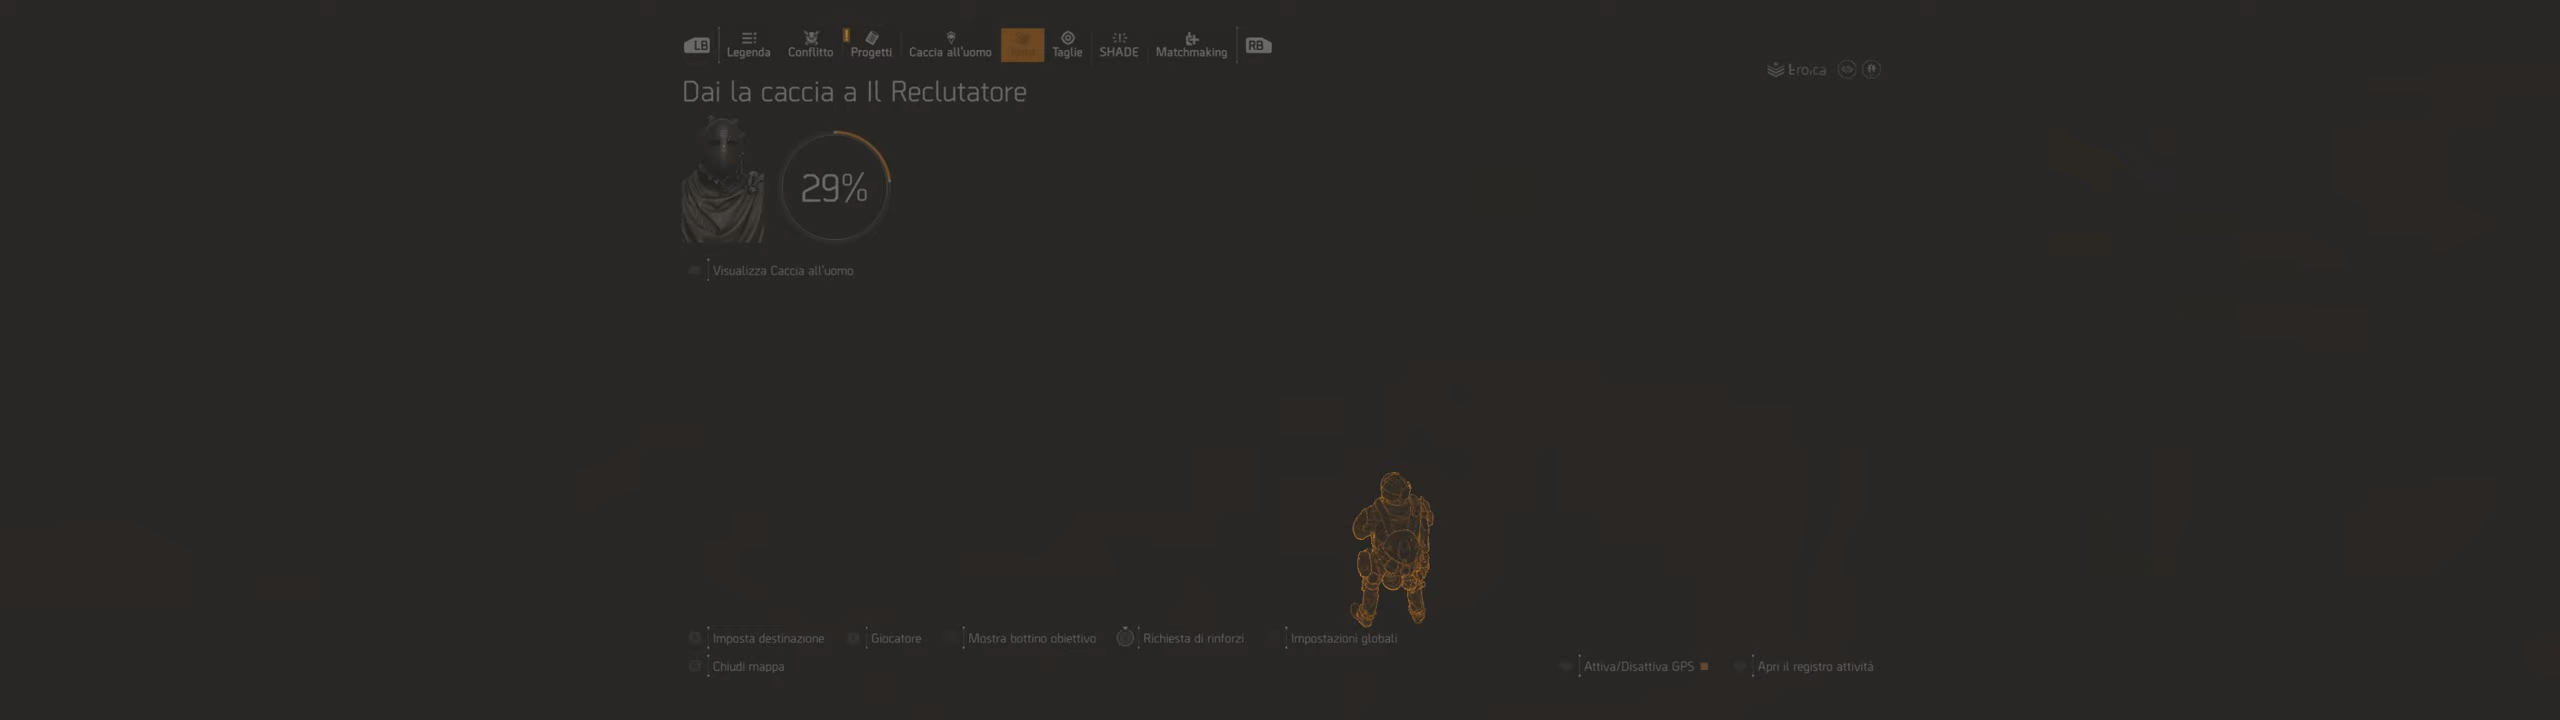 LB Legenda Conflitto ! Progetti Caccia all'uomo Taglie SHADE Matchmaking RB
Eroica
Dai la caccia a Il Reclutatore
29%
Visualizza Caccia all'uomo
Imposta destinazione Giocatore Mostra bottino obiettivo Richiesta di rinforzi Impostazioni globali
Chiudi mappa Attiva/Disattiva GPS Apri il registro attività